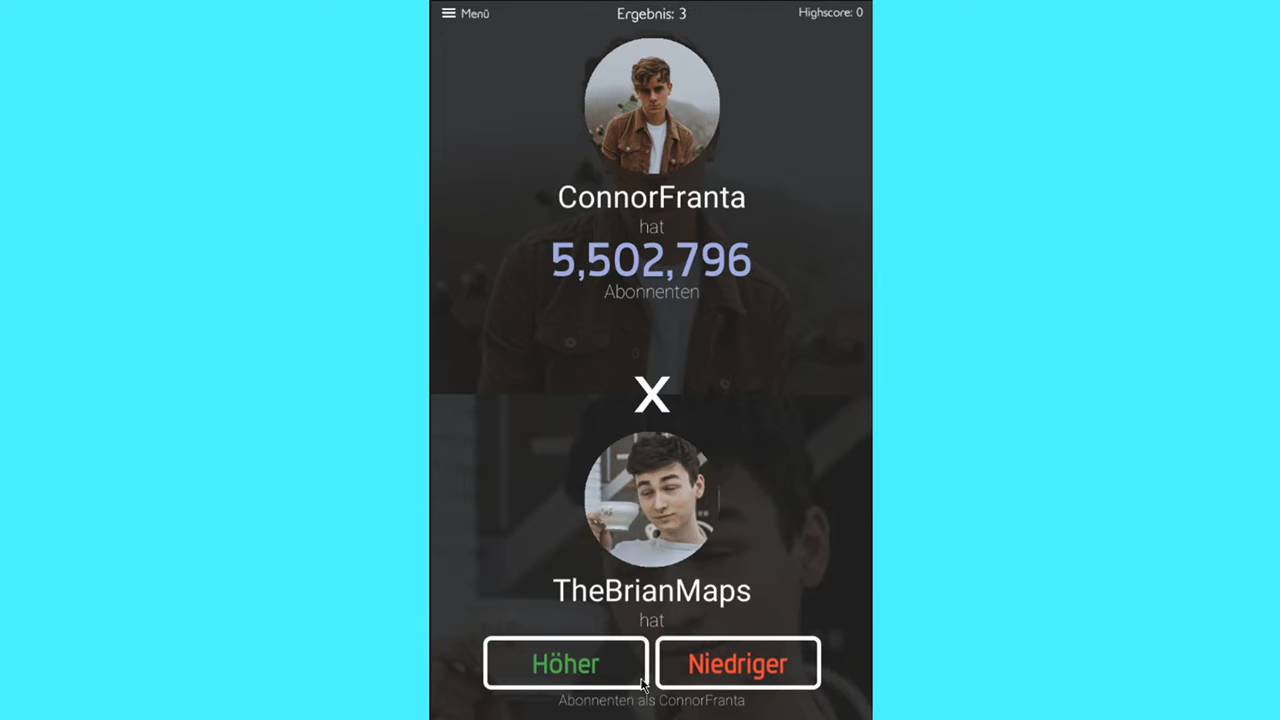 Menü
Ergebnis: 3
Highscore: 0
ConnorFranta
hat
5,502,796
Abonnenten
X
TheBrianMaps
hat
Höher
Niedriger
Abonnenten als ConnorFranta